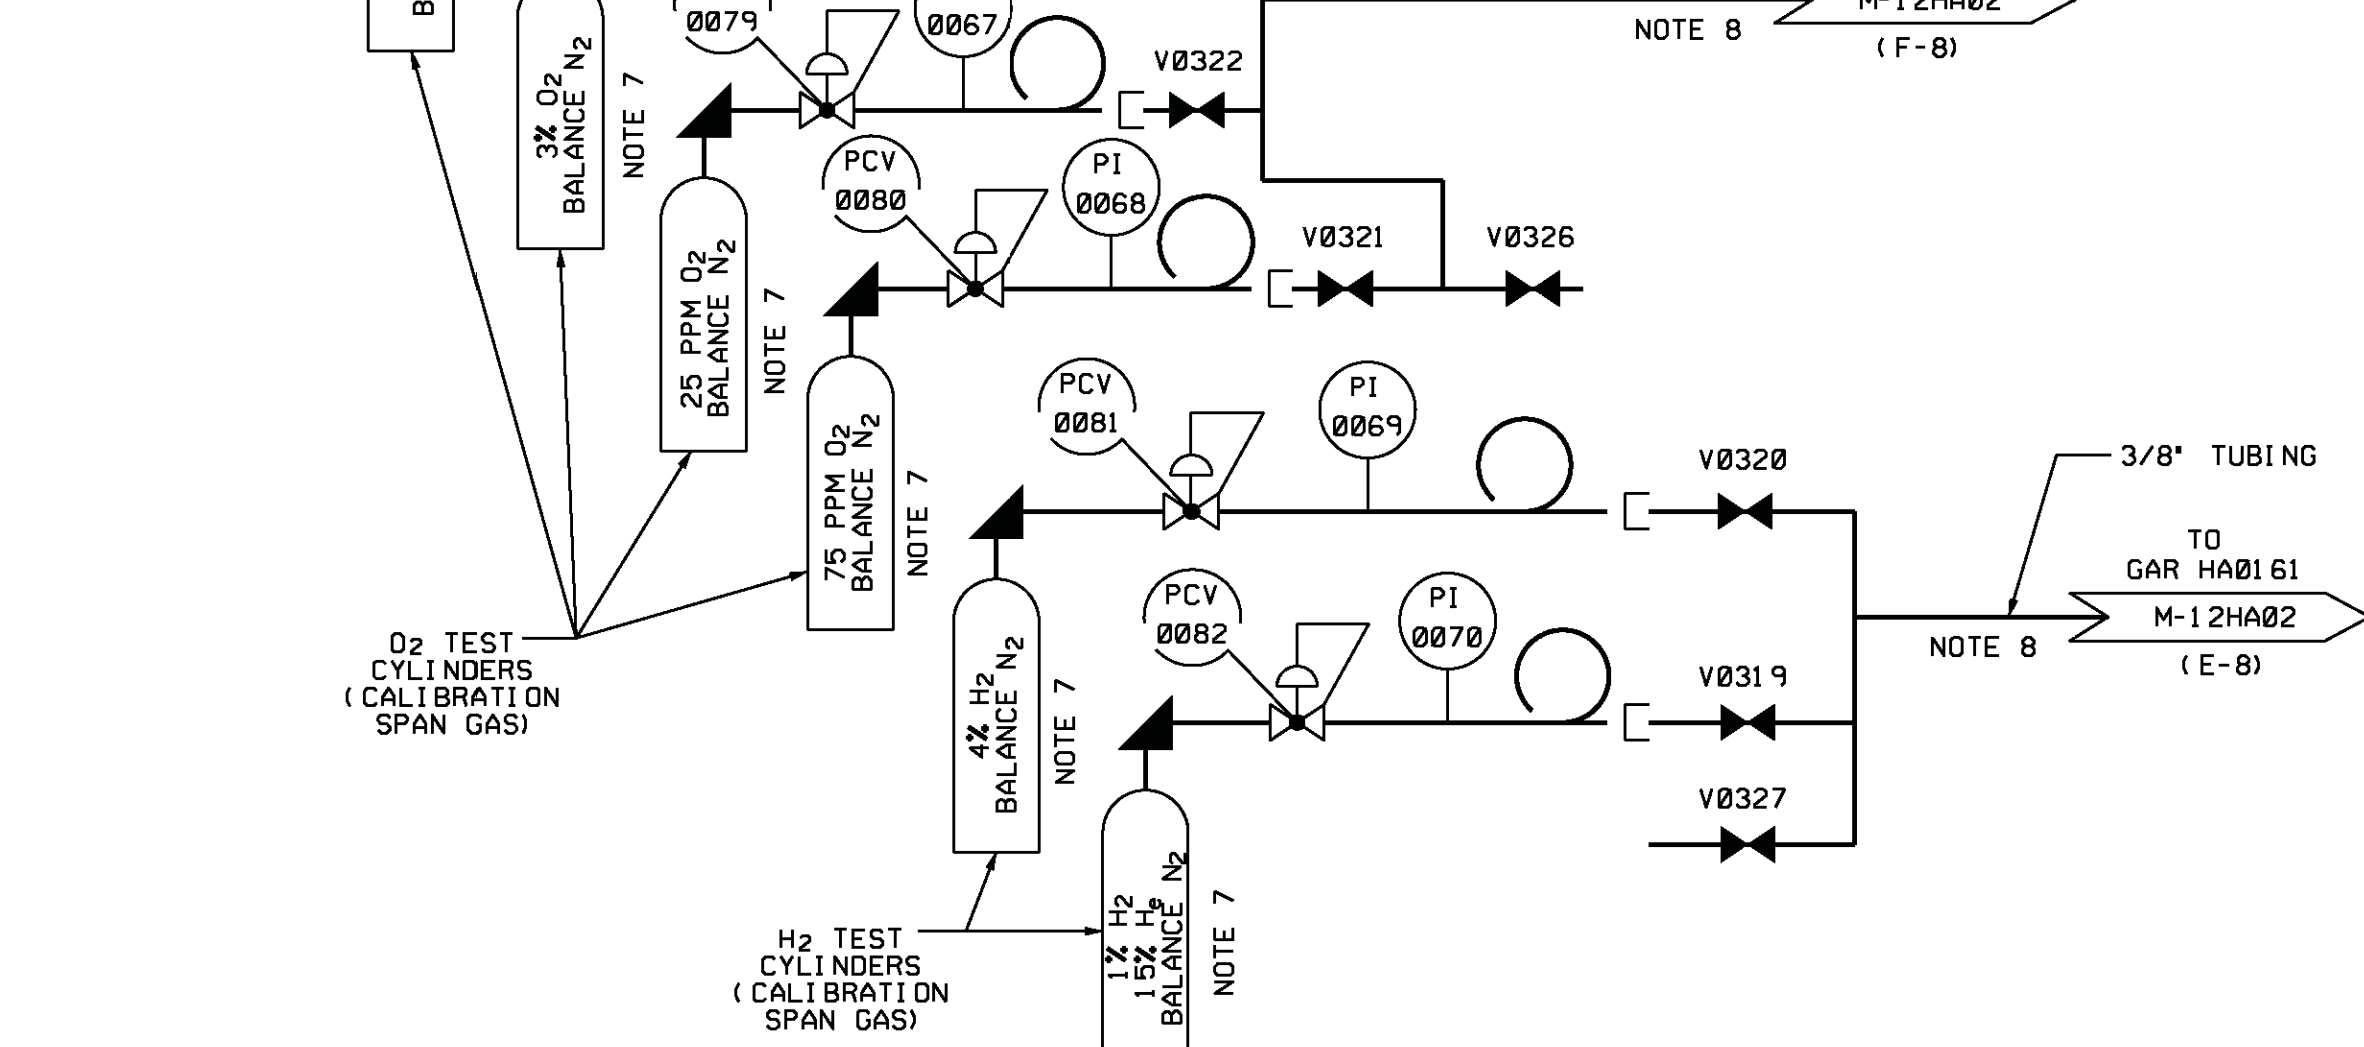 B
3% O2
BALANCE N2
NOTE 7
0079
0067
V0322
NOTE 8
M-12HA02
(F-8)
25 PPM O2
BALANCE N2
NOTE 7
PCV
0080
PI
0068
V0321
V0326
75 PPM O2
BALANCE N2
NOTE 7
PCV
0081
PI
0069
V0320
3/8" TUBING
TO
GAR HA0161
M-12HA02
(E-8)
NOTE 8
4% H2
BALANCE N2
NOTE 7
PCV
0082
PI
0070
V0319
V0327
1% H2
15% He
BALANCE N2
NOTE 7
O2 TEST
CYLINDERS
(CALIBRATION
SPAN GAS)
H2 TEST
CYLINDERS
(CALIBRATION
SPAN GAS)